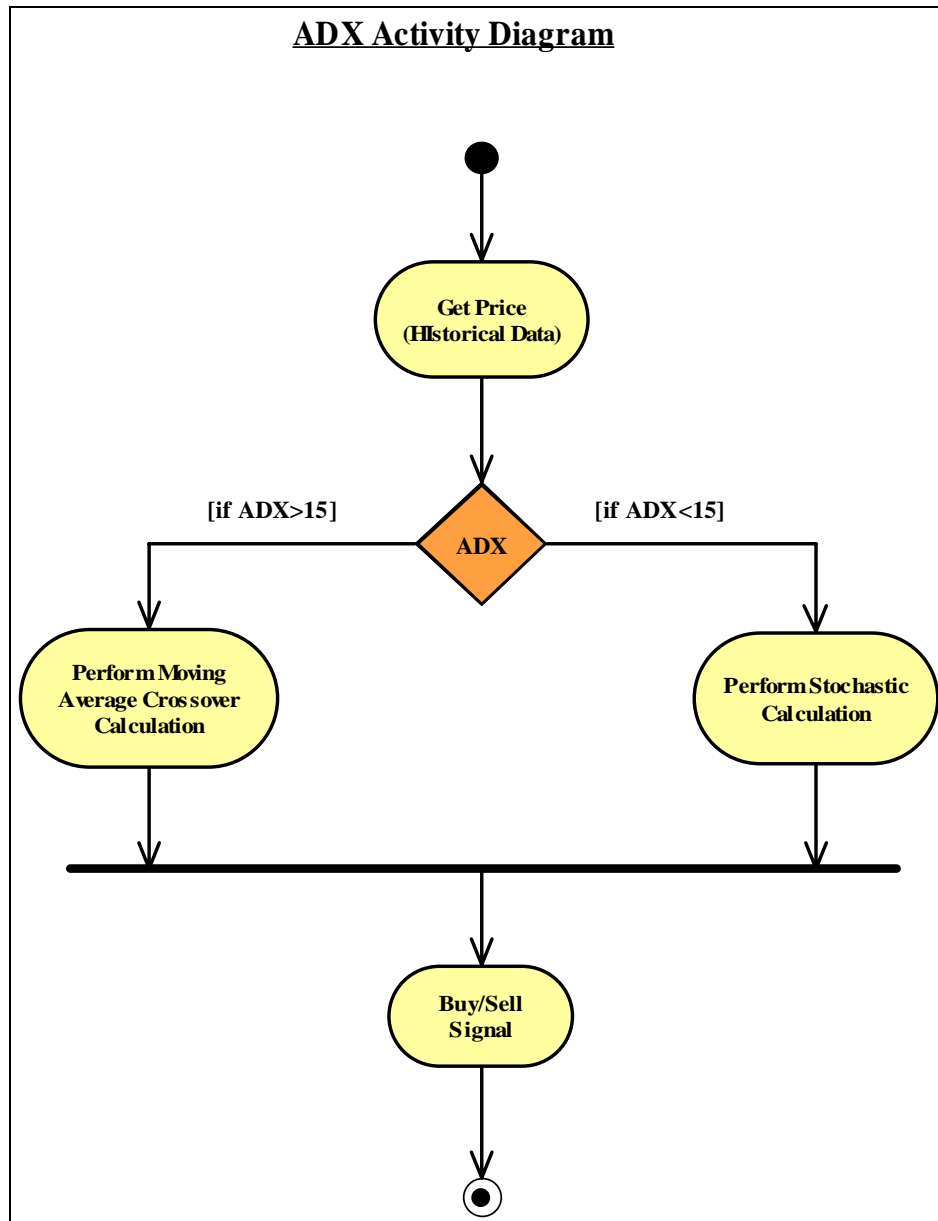 ADX Activity Diagram
Get Price
(HIstorical Data)
[if ADX>15]
[if ADX<15]
ADX
Perform Moving
Average Crossover
Calculation
Perform Stochastic
Calculation
Buy/Sell
Signal